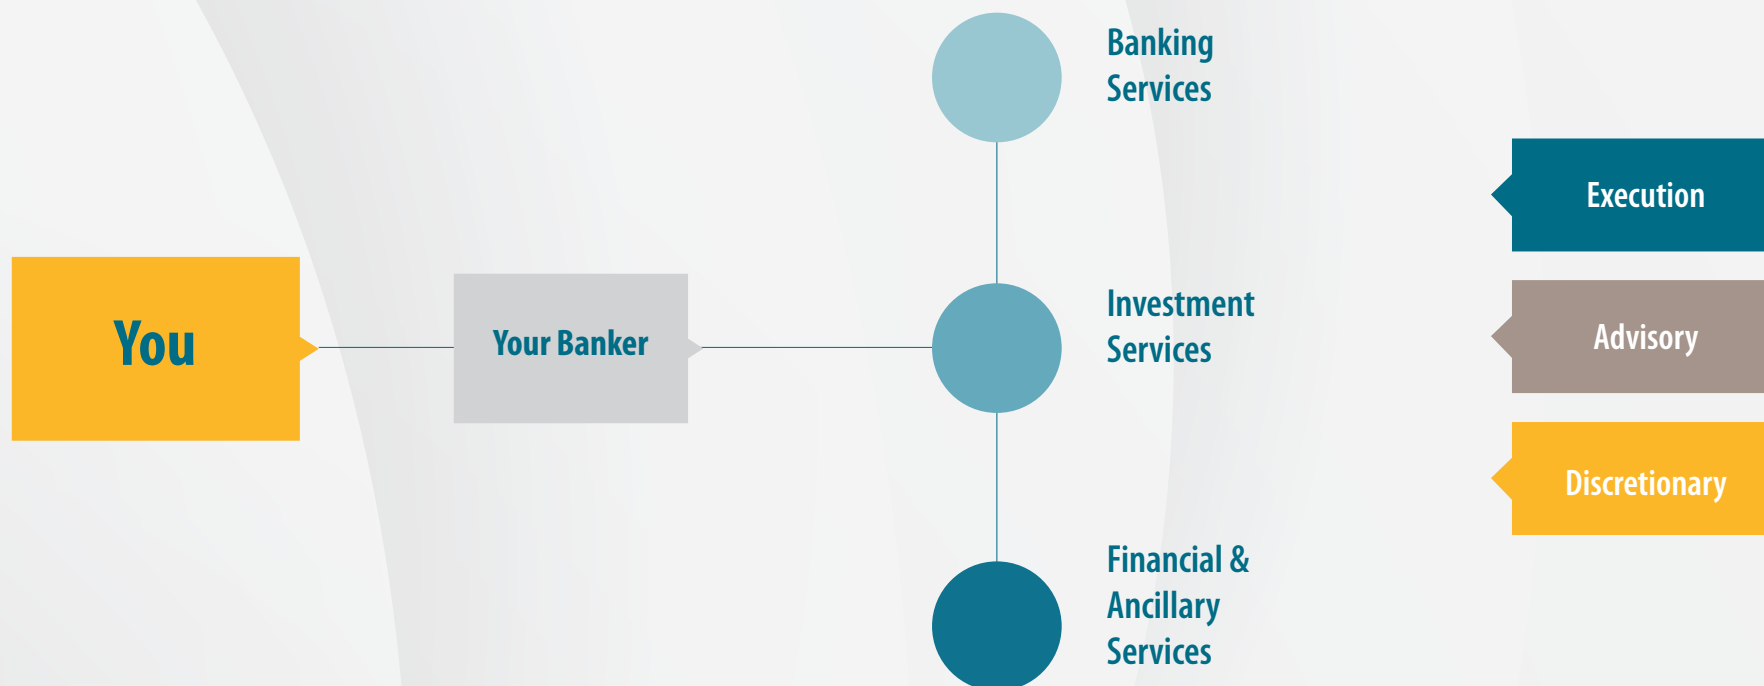 You
Your Banker
Banking
Services
Investment
Services
Financial &
Ancillary
Services
Execution
Advisory
Discretionary